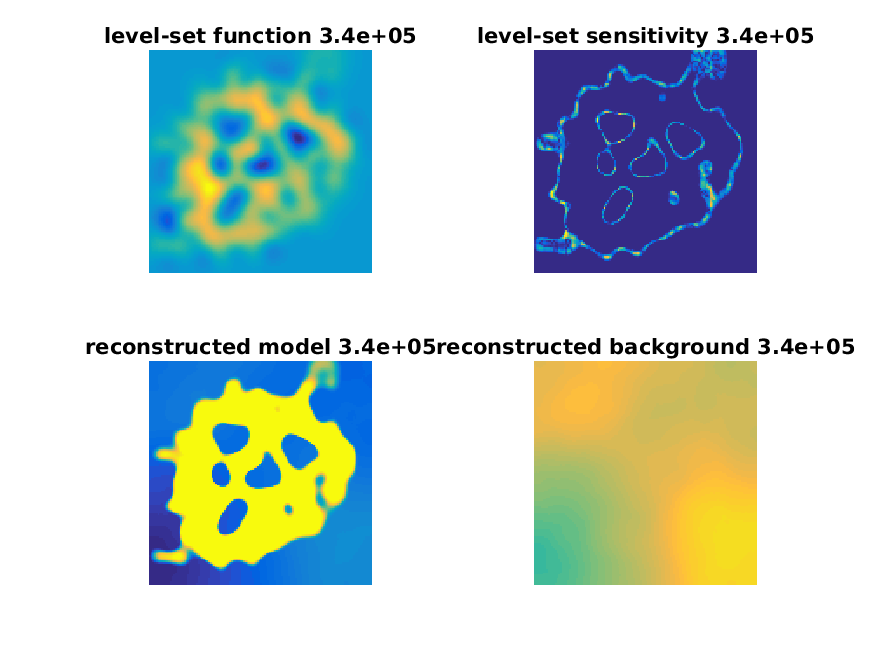 level-set function 3.4e+05
level-set sensitivity 3.4e+05
reconstructed model 3.4e+05
reconstructed background 3.4e+05